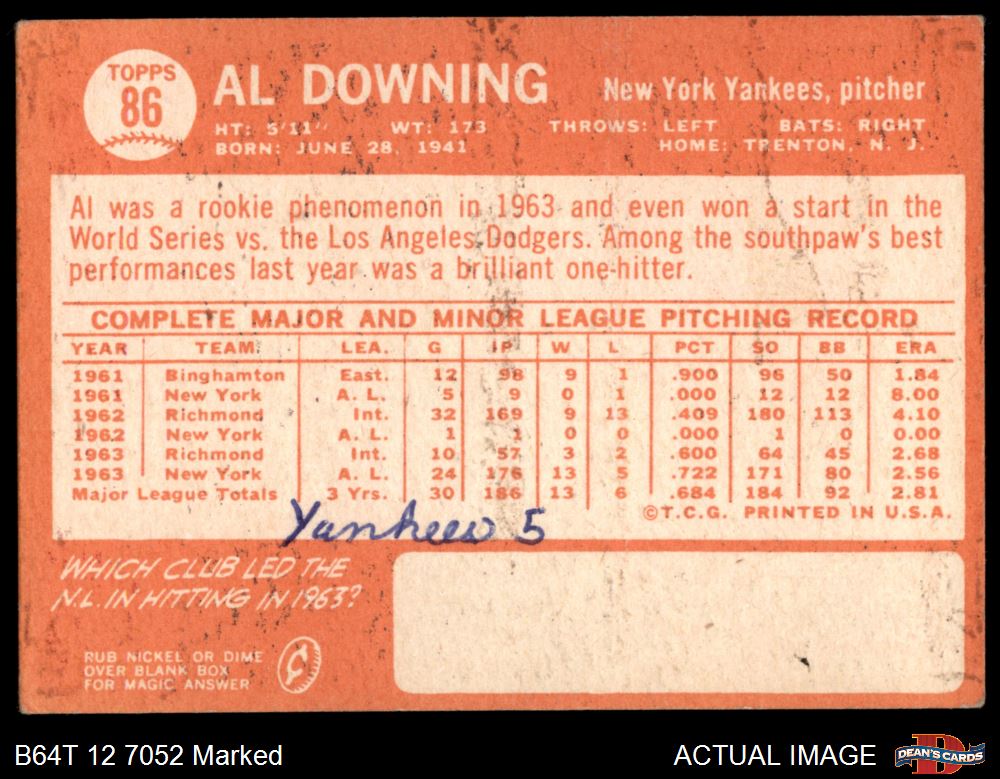 TOPPS
86
AL DOWNING
New York Yankees, pitcher
HT: 5'11" WT: 173 THROWS: LEFT BATS: RIGHT
BORN: JUNE 28, 1941 HOME: TRENTON, N. J.
Al was a rookie phenomenon in 1963 and even won a start in the
World Series vs. the Los Angeles Dodgers. Among the southpaw's best
performances last year was a brilliant one-hitter.
COMPLETE MAJOR AND MINOR LEAGUE PITCHING RECORD
YEAR TEAM LEA. G IP W L PCT SO BB ERA
1961 Binghamton East. 12 98 9 1 .900 96 50 1.84
1961 New York A. L. 5 9 0 1 .000 12 12 8.00
1962 Richmond Int. 32 169 9 13 .409 180 113 4.10
1962 New York A. L. 1 1 0 0 .000 1 0 0.00
1963 Richmond Int. 10 57 3 2 .600 64 45 2.68
1963 New York A. L. 24 176 13 5 .722 171 80 2.56
Major League Totals 3 Yrs. 30 186 13 6 .684 184 92 2.81
©T.C.G. PRINTED IN U.S.A.
Yankees 5
WHICH CLUB LED THE
N.L. IN HITTING IN 1963?
RUB NICKEL OR DIME
OVER BLANK BOX
FOR MAGIC ANSWER
B64T 12 7052 Marked
ACTUAL IMAGE
DEAN'S CARDS